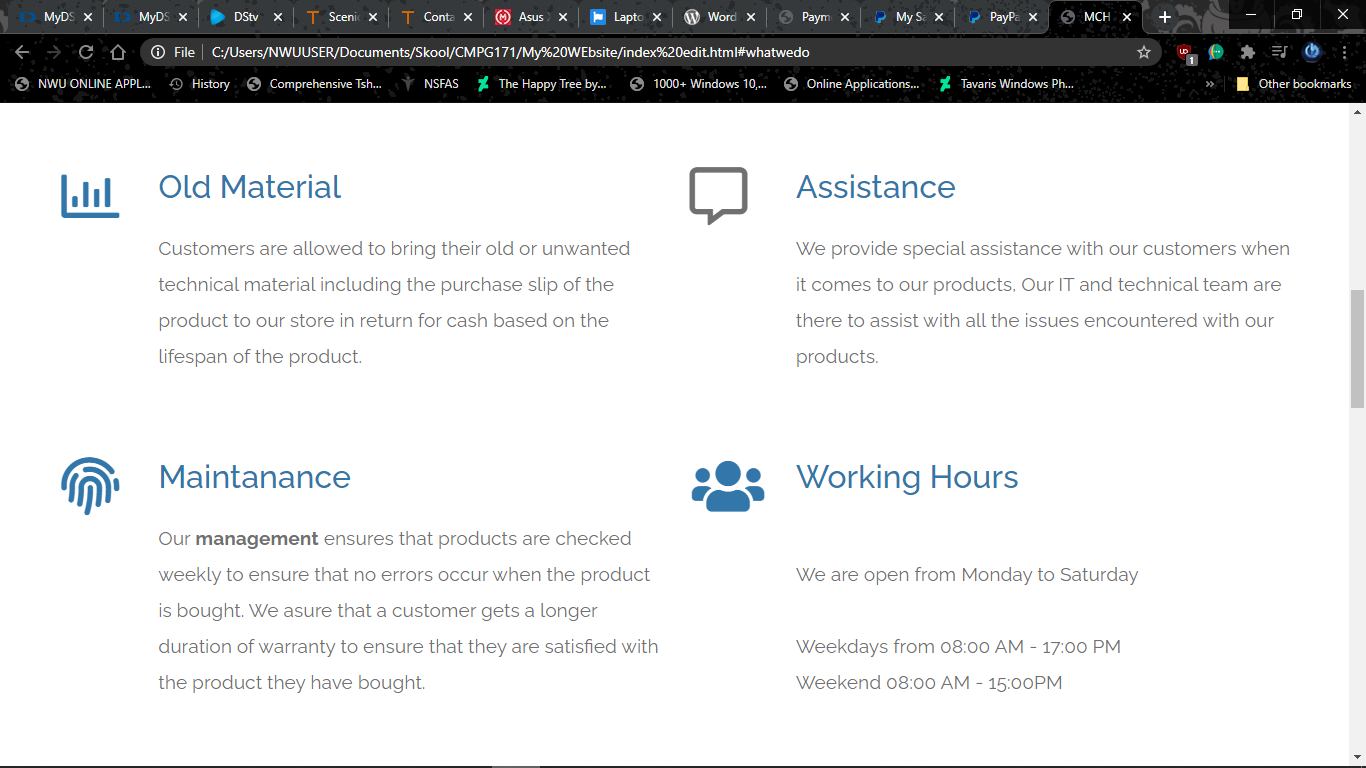 MyDS
MyDS
DStv
Sceni
Conta
Asus
Lapto
Word
Paym
My Sa
PayPa
MCH
File
C:/Users/NWUUSER/Documents/Skool/CMPG171/My%20WEbsite/index%20edit.html#whatwedo
1
NWU ONLINE APPL...
History
Comprehensive Tsh...
NSFAS
The Happy Tree by...
1000+ Windows 10,...
Online Applications...
Tavaris Windows Ph...
»
Other bookmarks
Old Material
Customers are allowed to bring their old or unwanted
technical material including the purchase slip of the
product to our store in return for cash based on the
lifespan of the product.
Assistance
We provide special assistance with our customers when
it comes to our products, Our IT and technical team are
there to assist with all the issues encountered with our
products.
Maintanance
Our management ensures that products are checked
weekly to ensure that no errors occur when the product
is bought. We asure that a customer gets a longer
duration of warranty to ensure that they are satisfied with
the product they have bought.
Working Hours
We are open from Monday to Saturday
Weekdays from 08:00 AM - 17:00 PM
Weekend 08:00 AM - 15:00PM